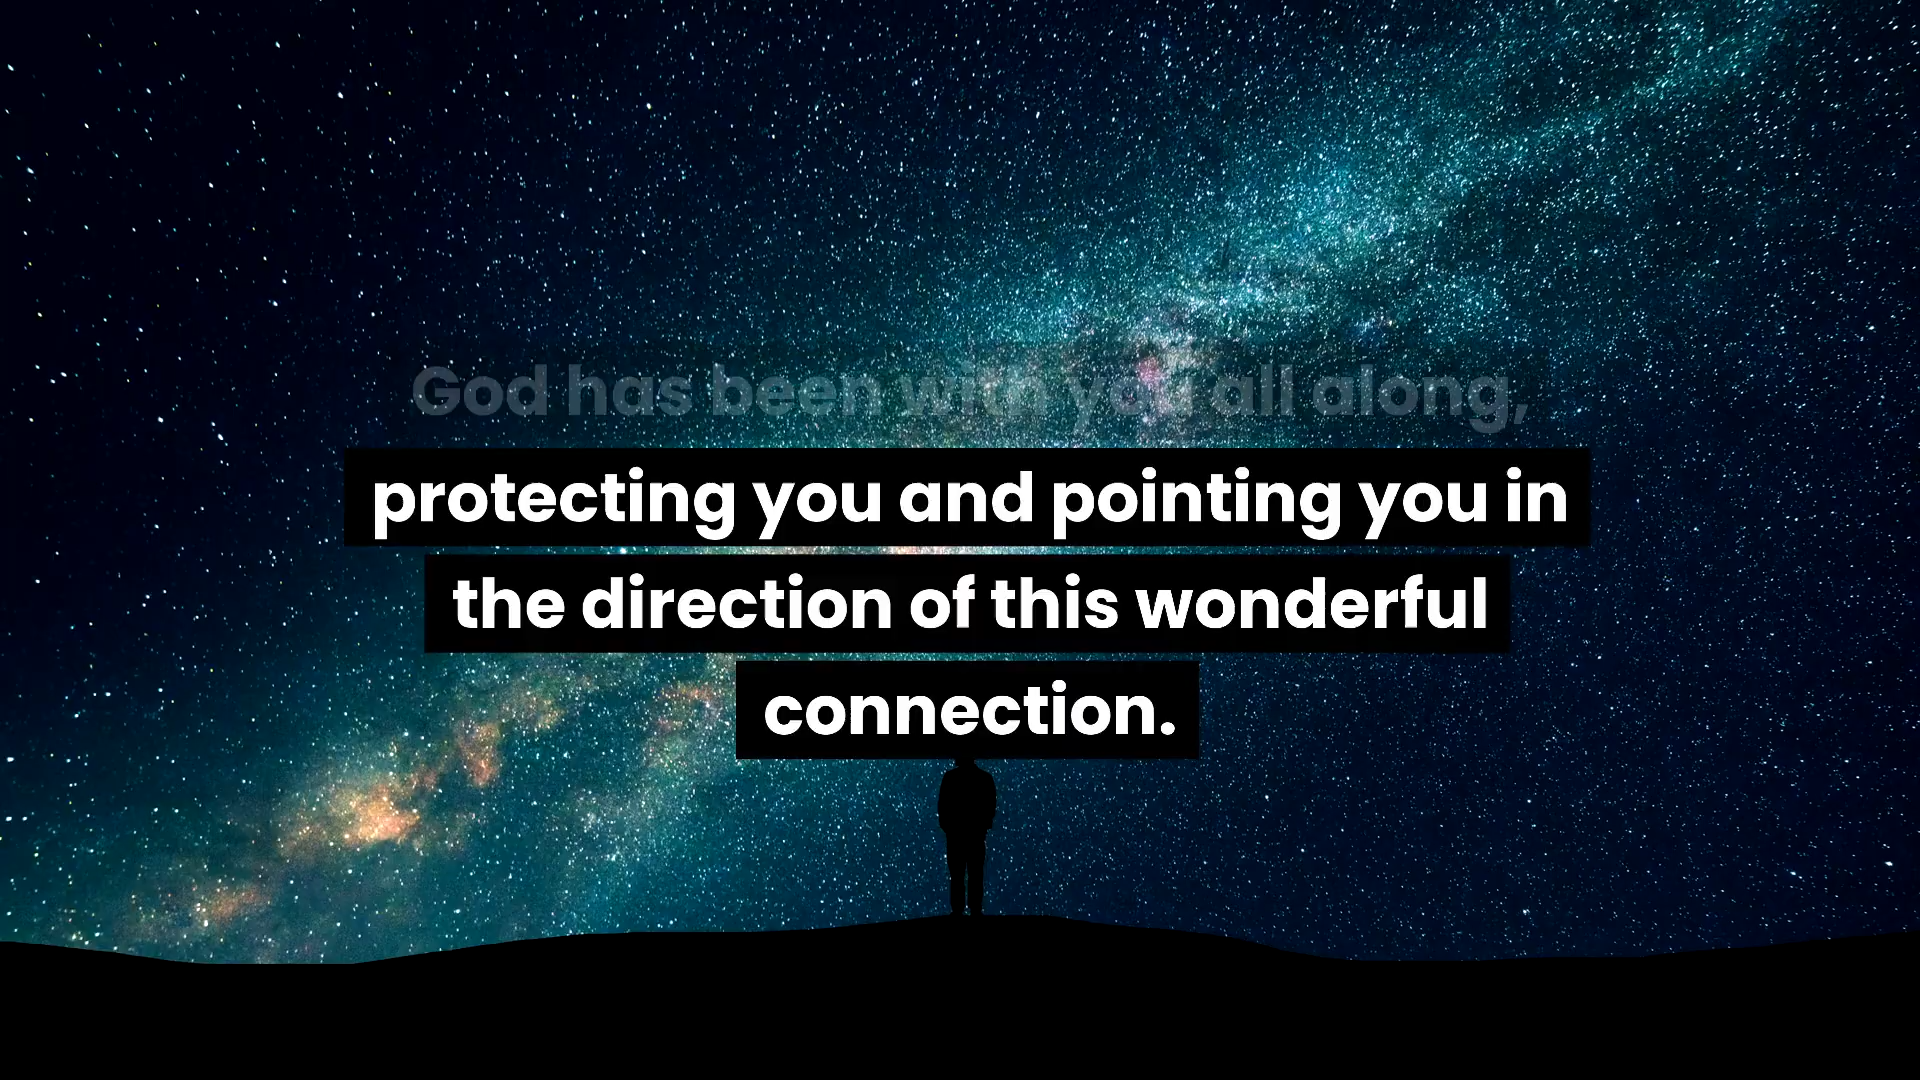 God has been with you all along,
protecting you and pointing you in
the direction of this wonderful
connection.